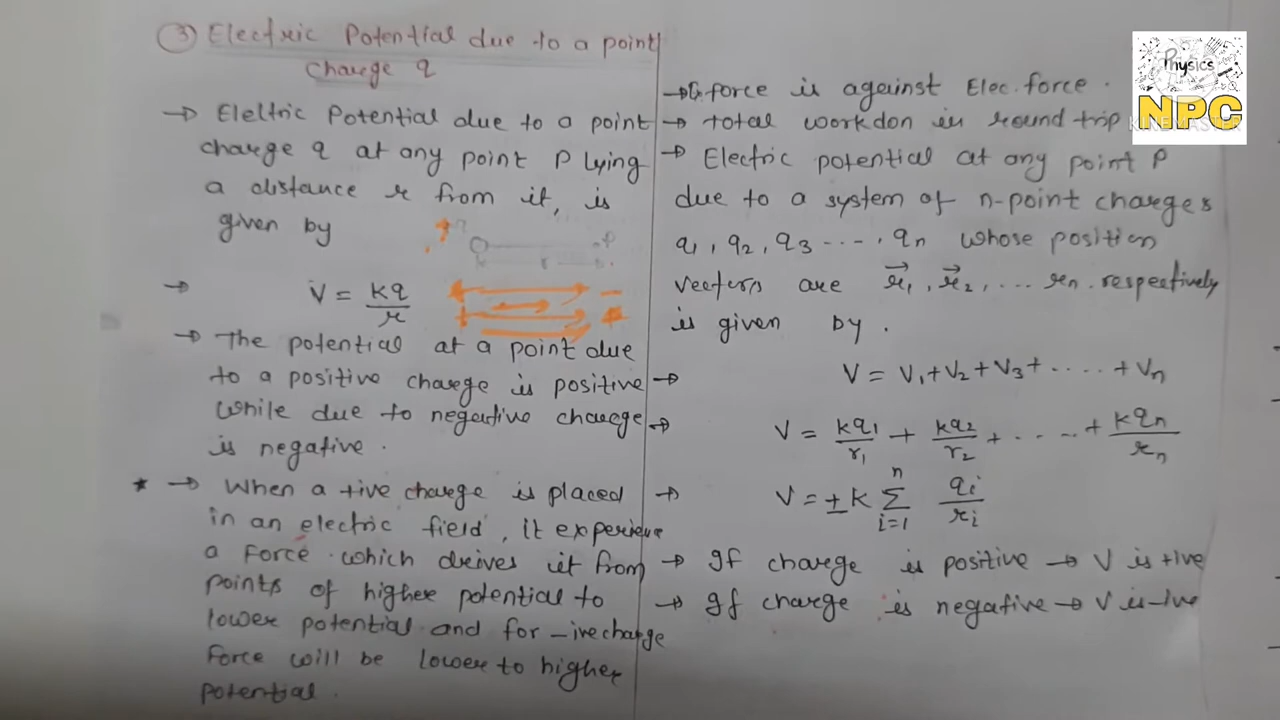 ③ Electric Potential due to a point
charge q
→ Eleltric Potential due to a point
charge q at any point P lying
a distance r from it, is
given by
→ V = kq/r
→ The potential at a point due
to a positive charge is positive
while due to negative charge
is negative.
* → When a +ive charge is placed
in an electric field, it experience
a Force which drives it from
points of higher potential to
lower potential and for -ive charge
Force will be lower to higher
potential.
force is against Elec. force.
→ total workdon in round trip
→ Electric potential at any point P
due to a system of n-point charges
q1, q2, q3 ...., qn whose position
vectors are r⃗1, r⃗2, ... rn. respectively
is given by.
→ V = V1+V2+V3+ ..... + Vn
→ V = kq1/r1 + kq2/r2 + ..... + kqn/rn
→ V = ± k Σ i=1 n qi/ri
→ If charge is positive → V is +ive
→ If charge is negative → V is -ive
Physics
NPC